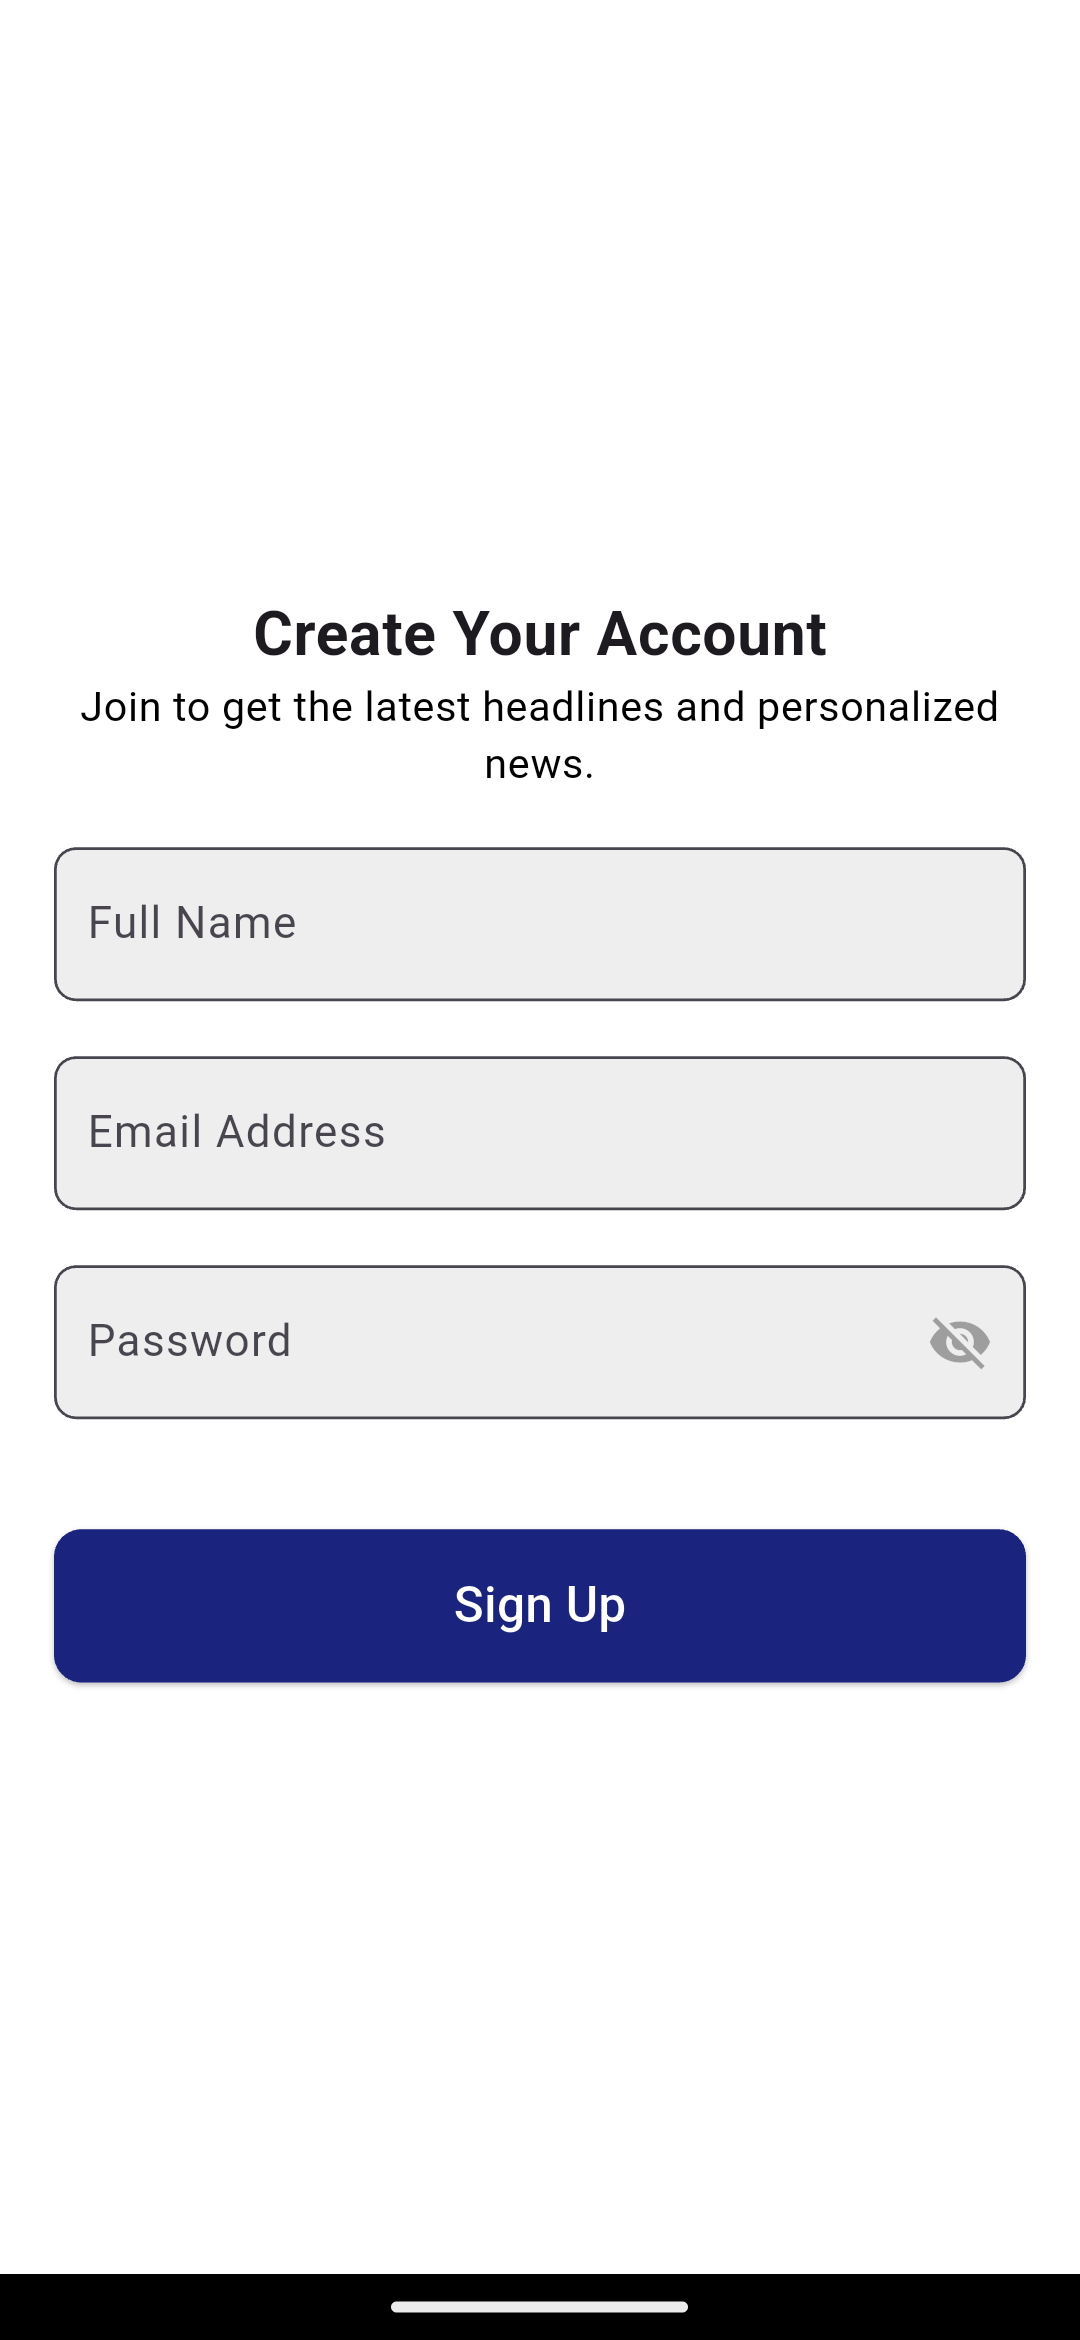 Create Your Account
Join to get the latest headlines and personalized
news.
Full Name
Email Address
Password
Sign Up